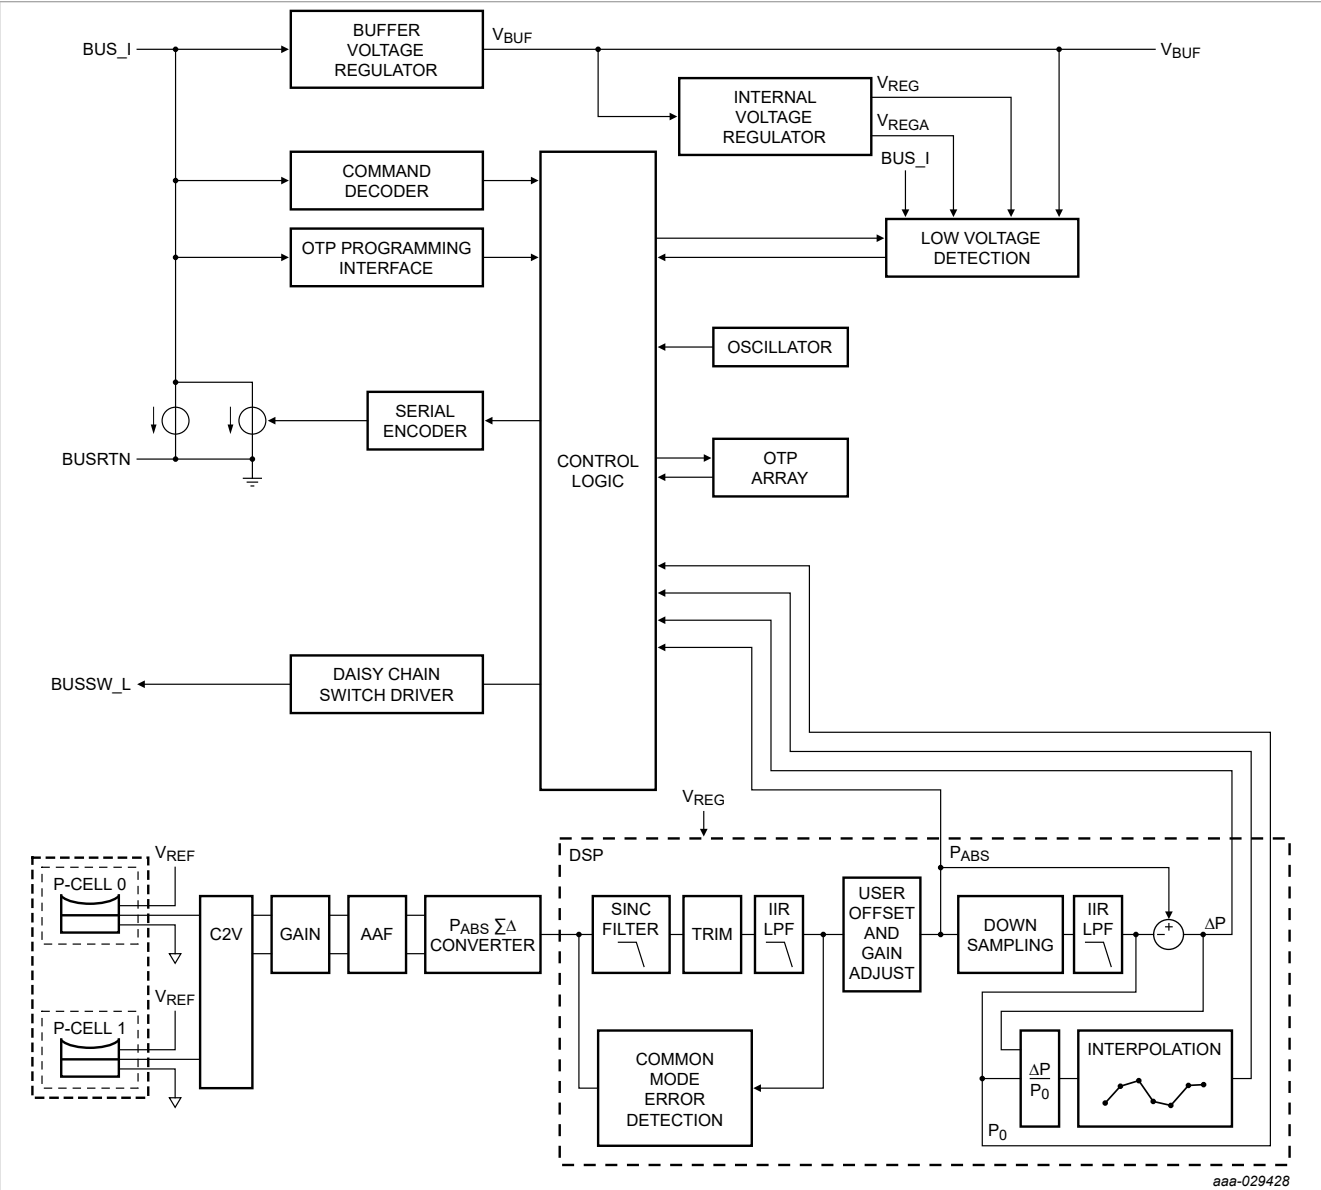 BUS_I
BUFFER
VOLTAGE
REGULATOR
VBUF
VBUF
INTERNAL
VOLTAGE
REGULATOR
VREG
VREGA
BUS_I
COMMAND
DECODER
OTP PROGRAMMING
INTERFACE
LOW VOLTAGE
DETECTION
OSCILLATOR
SERIAL
ENCODER
BUSRTN
CONTROL
LOGIC
OTP
ARRAY
BUSSW_L
DAISY CHAIN
SWITCH DRIVER
VREG
DSP
PABS
VREF
P-CELL 0
C2V
GAIN
AAF
PABS ∑Δ
CONVERTER
SINC
FILTER
TRIM
IIR
LPF
USER
OFFSET
AND
GAIN
ADJUST
DOWN
SAMPLING
IIR
LPF
− +
ΔP
VREF
P-CELL 1
COMMON
MODE
ERROR
DETECTION
ΔP
P0
INTERPOLATION
P0
aaa-029428